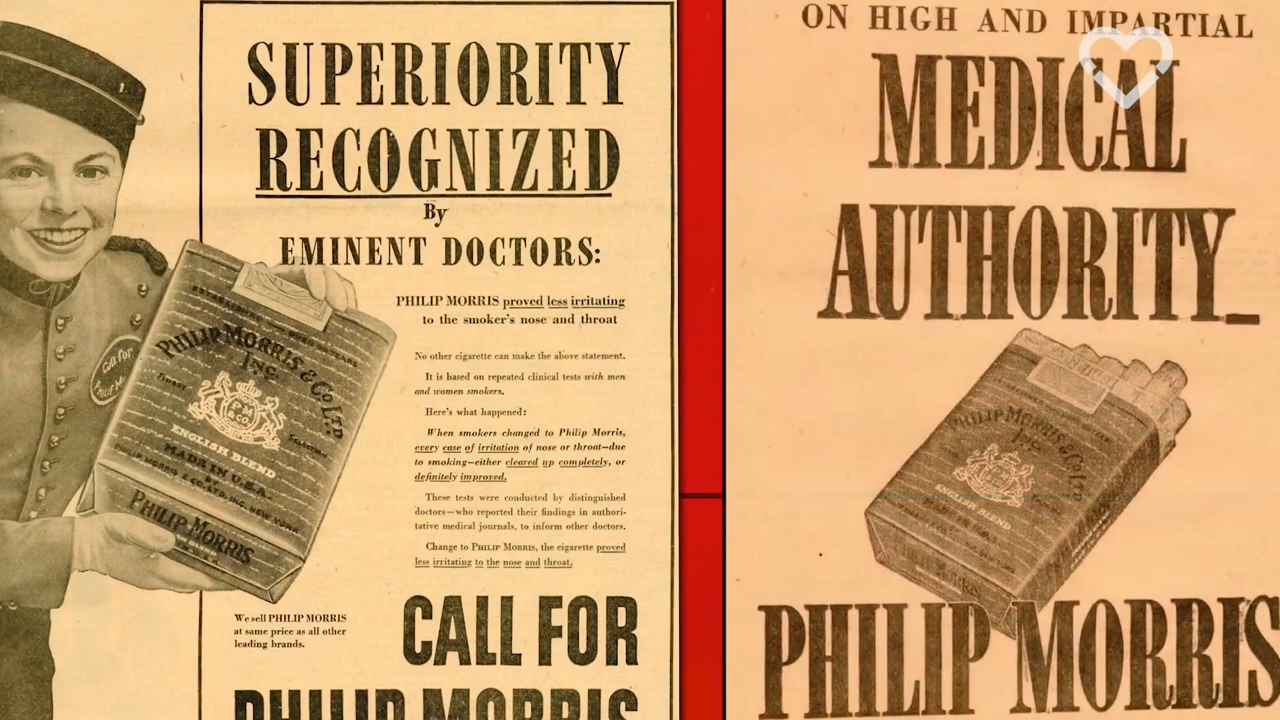 SUPERIORITY
RECOGNIZED
By
EMINENT DOCTORS:
PHILIP MORRIS proved less irritating
to the smoker's nose and throat
No other cigarette can make the above statement.
It is based on repeated clinical tests with men
and women smokers.
Here's what happened:
When smokers changed to Philip Morris,
every case of irritation of nose or throat—due
to smoking—either cleared up completely, or
definitely improved.
These tests were conducted by distinguished
doctors—who reported their findings in authori-
tative medical journals, to inform other doctors.
Change to PHILIP MORRIS, the cigarette proved
less irritating to the nose and throat.
We sell PHILIP MORRIS
at same price as all other
leading brands.
CALL FOR
PHILIP MORRIS
Call for
PHILIP MORRIS & CO. LTD
INC.
ENGLISH BLEND
MADE IN U.S.A.
PHILIP MORRIS & CO. LTD. INC. NEW YORK
PHILIP MORRIS
ON HIGH AND IMPARTIAL
MEDICAL
AUTHORITY_
PHILIP MORRIS & CO. LTD
ENGLISH BLEND
PHILIP MORRIS